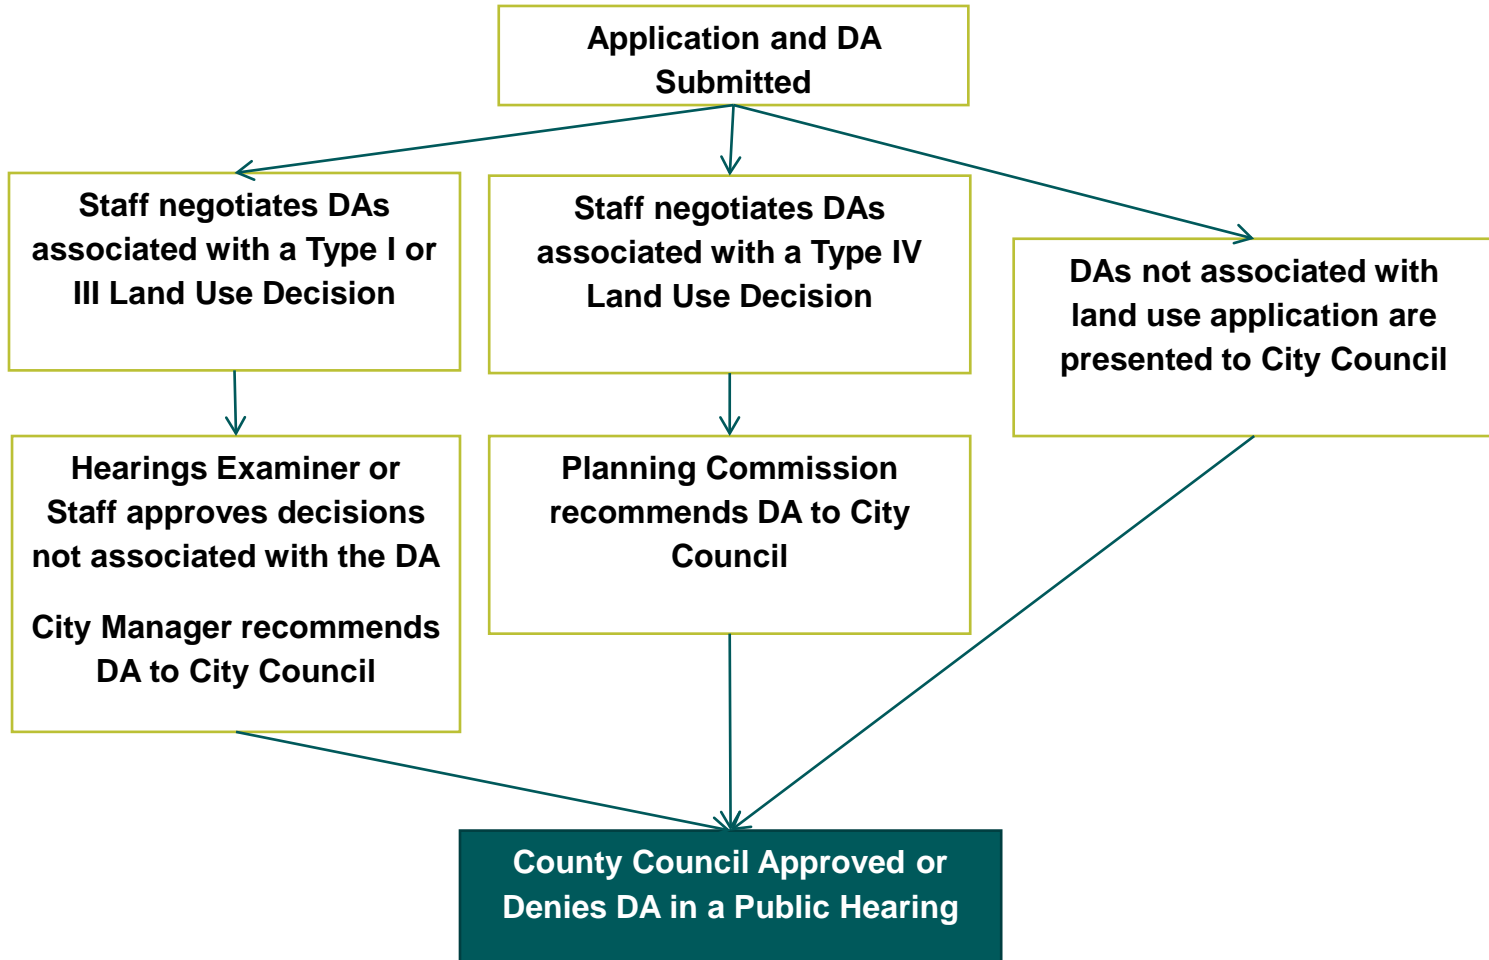 Application and DA
Submitted
Staff negotiates DAs
associated with a Type I or
III Land Use Decision
Staff negotiates DAs
associated with a Type IV
Land Use Decision
DAs not associated with
land use application are
presented to City Council
Hearings Examiner or
Staff approves decisions
not associated with the DA
City Manager recommends
DA to City Council
Planning Commission
recommends DA to City
Council
County Council Approved or
Denies DA in a Public Hearing